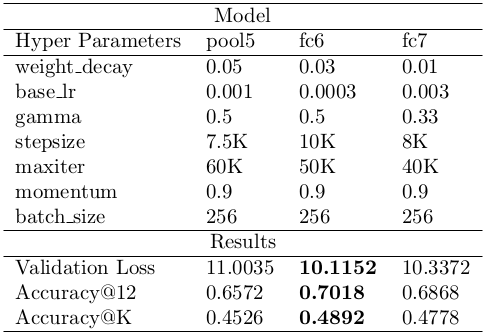 Model
Hyper Parameters pool5 fc6 fc7
weight_decay 0.05 0.03 0.01
base_lr 0.001 0.0003 0.003
gamma 0.5 0.5 0.33
stepsize 7.5K 10K 8K
maxiter 60K 50K 40K
momentum 0.9 0.9 0.9
batch_size 256 256 256
Results
Validation Loss 11.0035 10.1152 10.3372
Accuracy@12 0.6572 0.7018 0.6868
Accuracy@K 0.4526 0.4892 0.4778